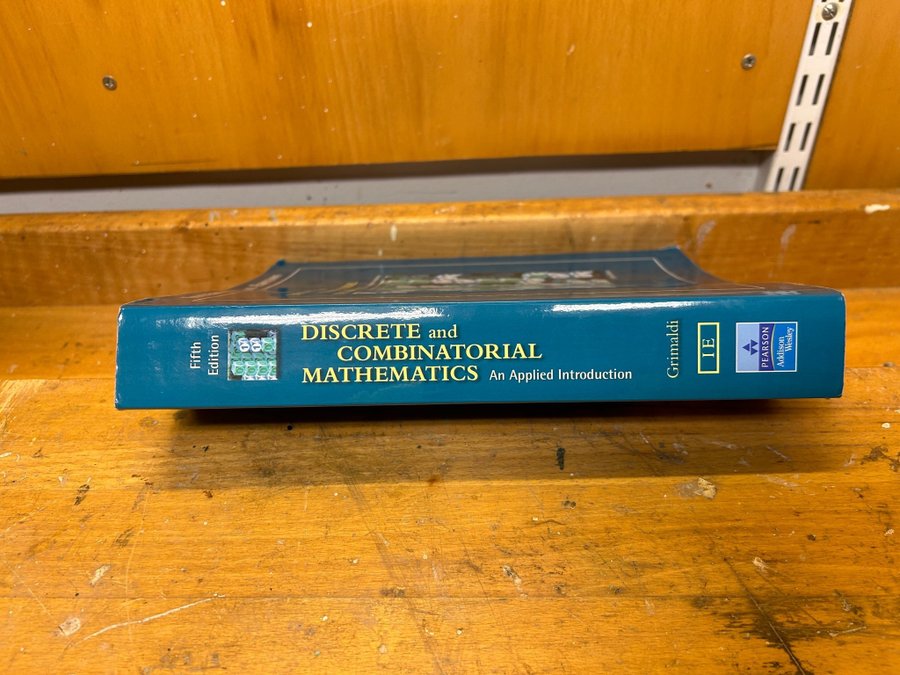 Fifth
Edition
DISCRETE and
COMBINATORIAL
MATHEMATICS An Applied Introduction
Grimaldi
IE
PEARSON
Addison
Wesley